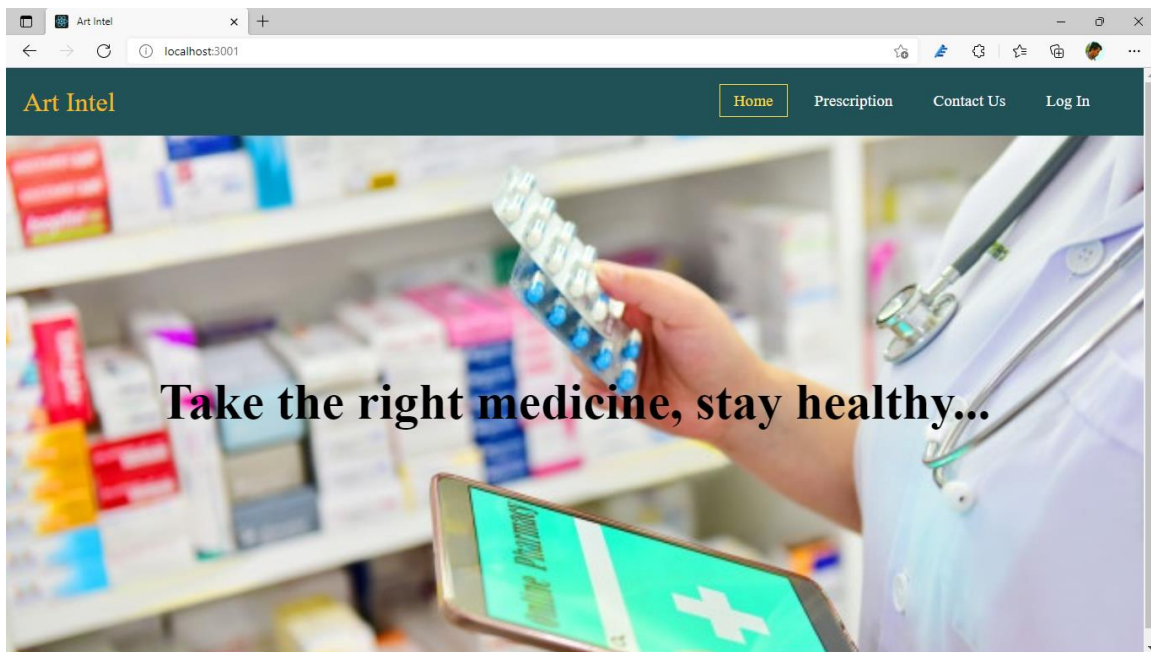 Art Intel
localhost:3001
Art Intel
Home Prescription Contact Us Log In
Take the right medicine, stay healthy...
Online Pharmacy